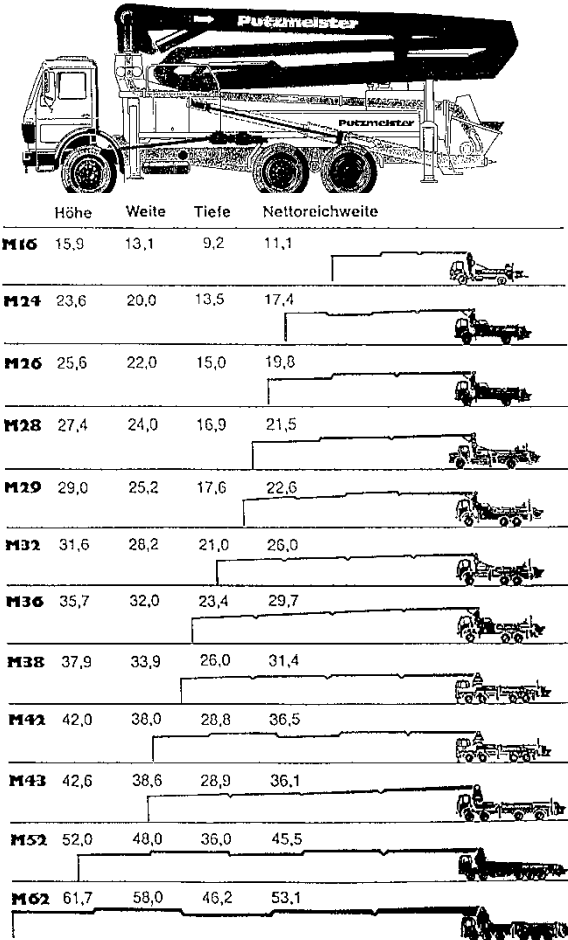 Putzmeister
Putzmeister
Höhe Weite Tiefe Nettoreichweite
M16 15,9 13,1 9,2 11,1
M24 23,6 20,0 13,5 17,4
M26 25,6 22,0 15,0 19,8
M28 27,4 24,0 16,9 21,5
M29 29,0 25,2 17,6 22,6
M32 31,6 28,2 21,0 26,0
M36 35,7 32,0 23,4 29,7
M38 37,9 33,9 26,0 31,4
M42 42,0 38,0 28,8 36,5
M43 42,6 38,6 28,9 36,1
M52 52,0 48,0 36,0 45,5
M62 61,7 58,0 46,2 53,1